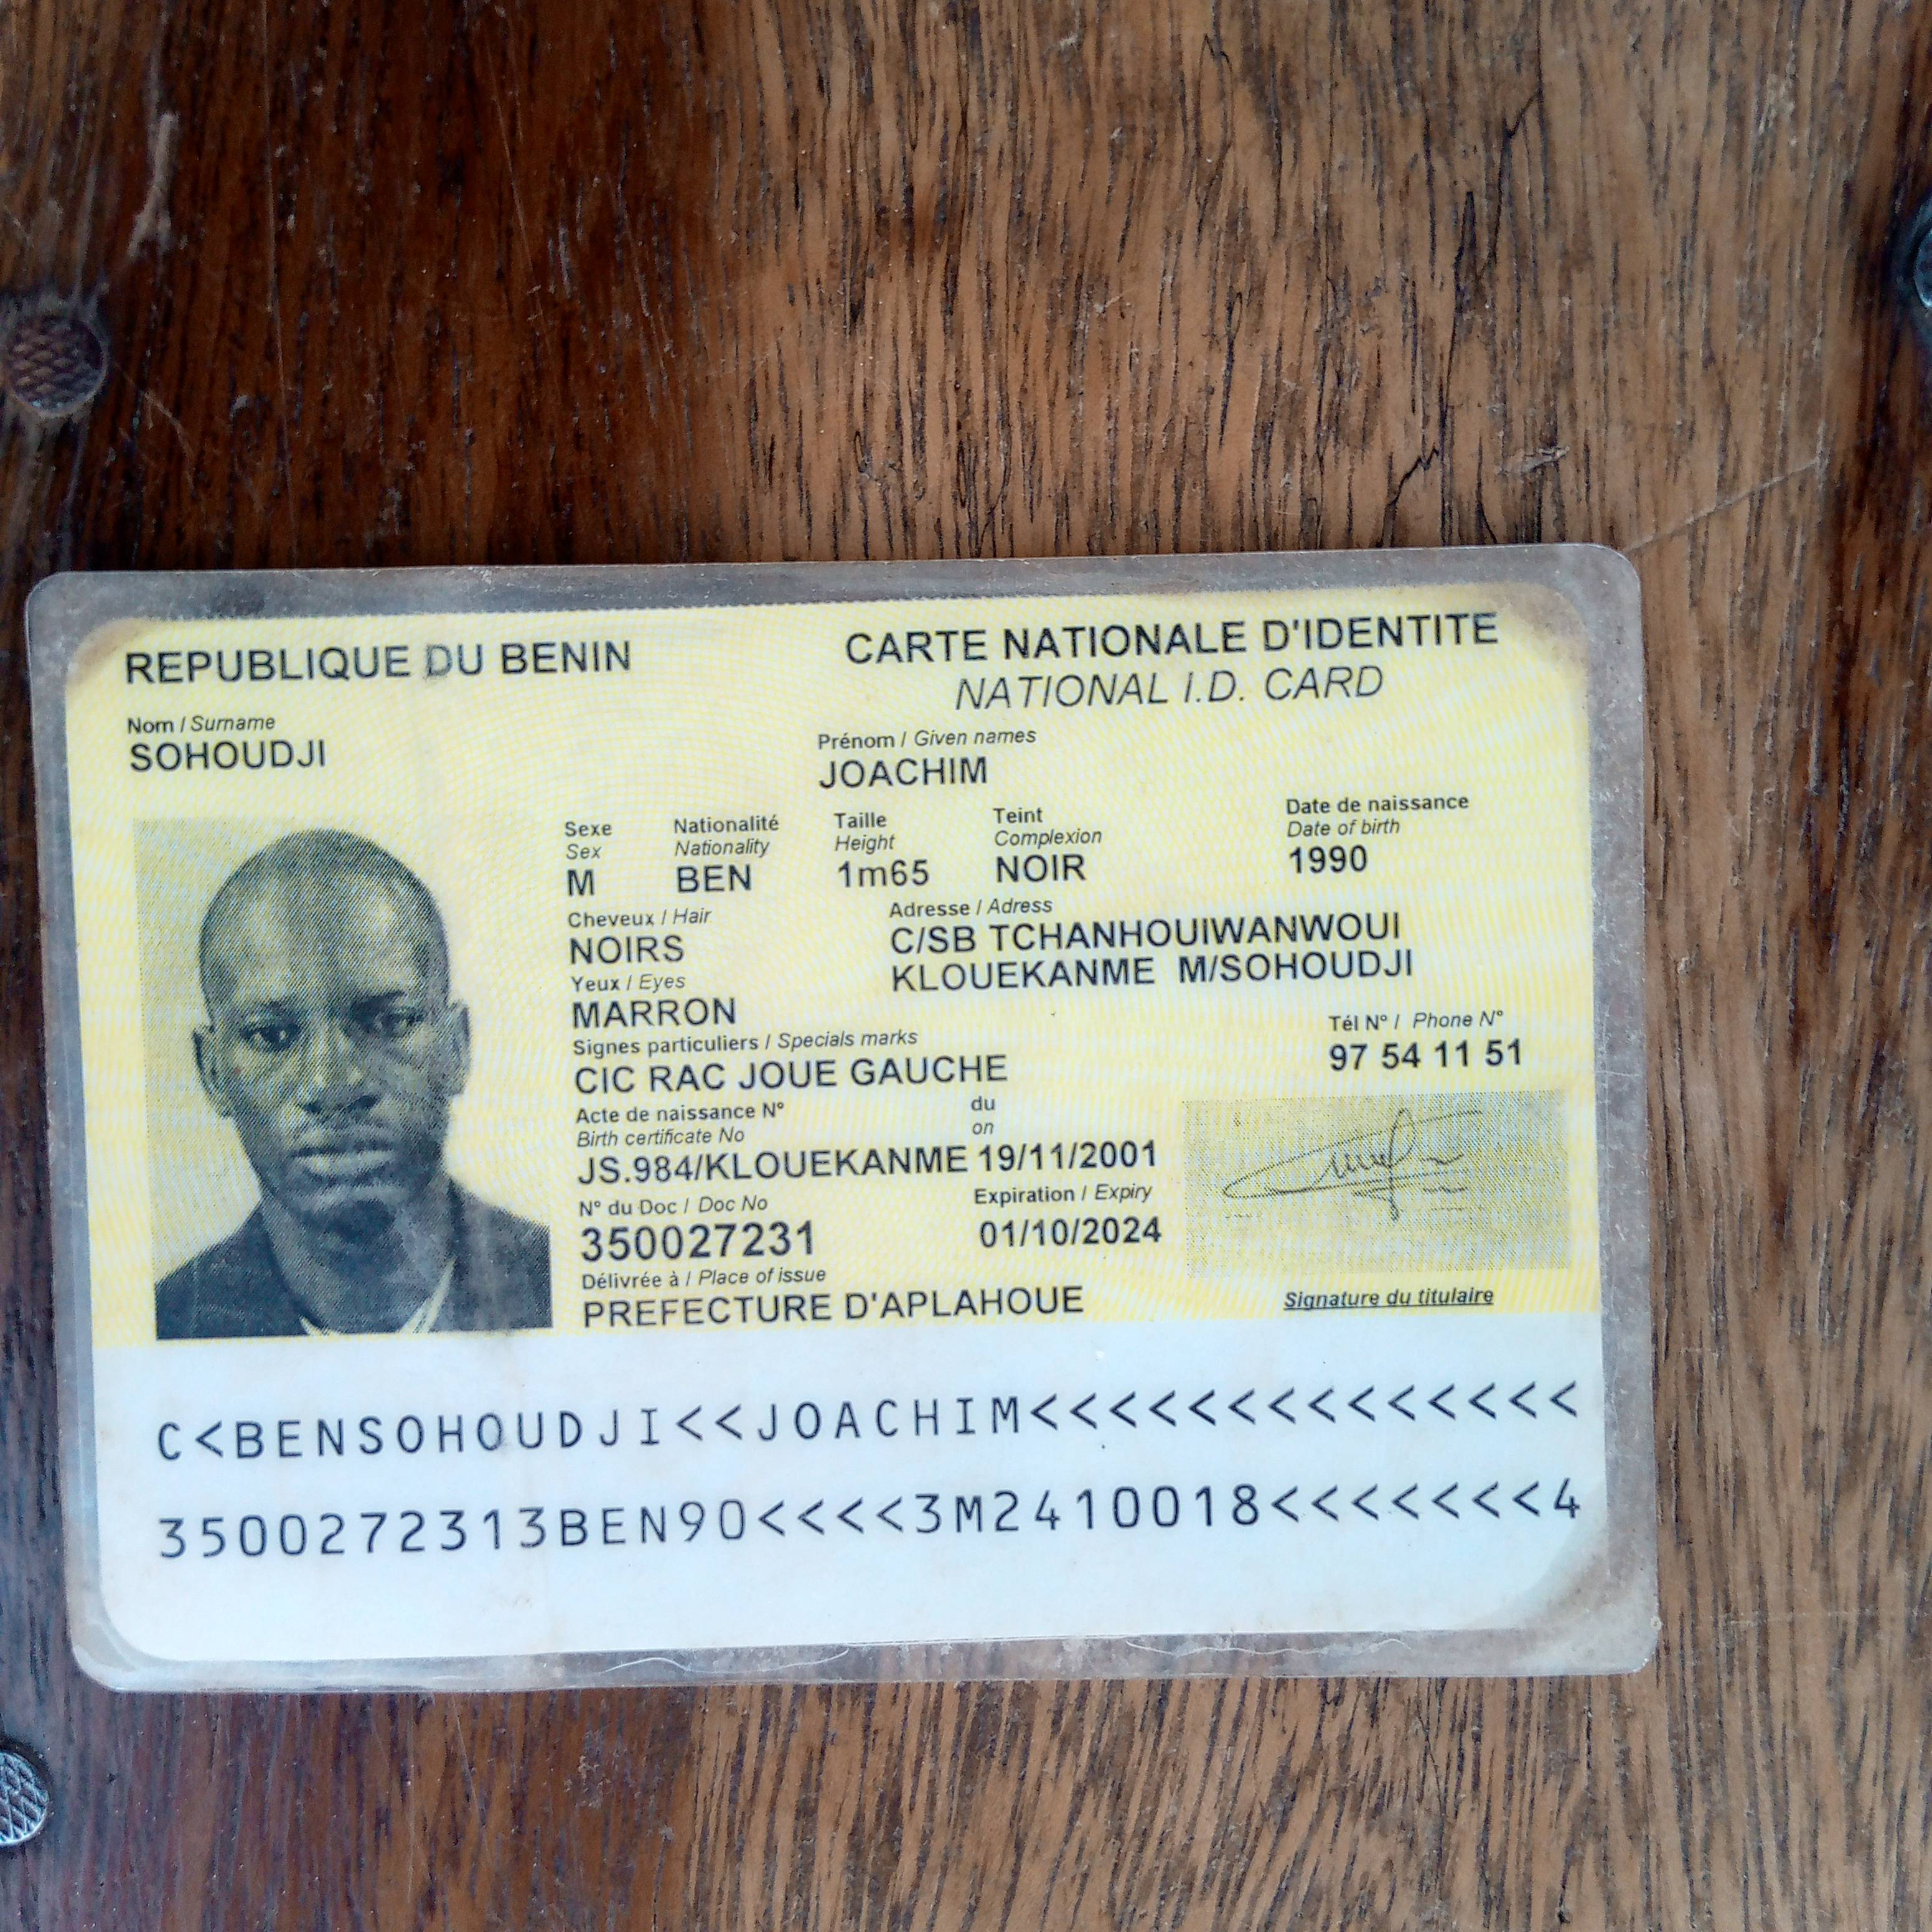 REPUBLIQUE DU BENIN
CARTE NATIONALE D'IDENTITE
NATIONAL I.D. CARD
Nom / Surname
SOHOUDJI
Prénom / Given names
JOACHIM
Sexe Nationalité Taille Teint Date de naissance
Sex Nationality Height Complexion Date of birth
M BEN 1m65 NOIR 1990
Cheveux / Hair
NOIRS
Adresse / Adress
C/SB TCHANHOUIWANWOUI
KLOUEKANME M/SOHOUDJI
Yeux / Eyes
MARRON
Tél N° / Phone N°
97 54 11 51
Signes particuliers / Specials marks
CIC RAC JOUE GAUCHE
Acte de naissance N° du
Birth certificate No on
JS.984/KLOUEKANME 19/11/2001
N° du Doc / Doc No Expiration / Expiry
350027231 01/10/2024
Délivrée à / Place of issue
PREFECTURE D'APLAHOUE
Signature du titulaire
C<BENSOHOUDJI<<JOACHIM<<<<<<<<<<<<<<
3500272313BEN90<<<<3M2410018<<<<<<<4